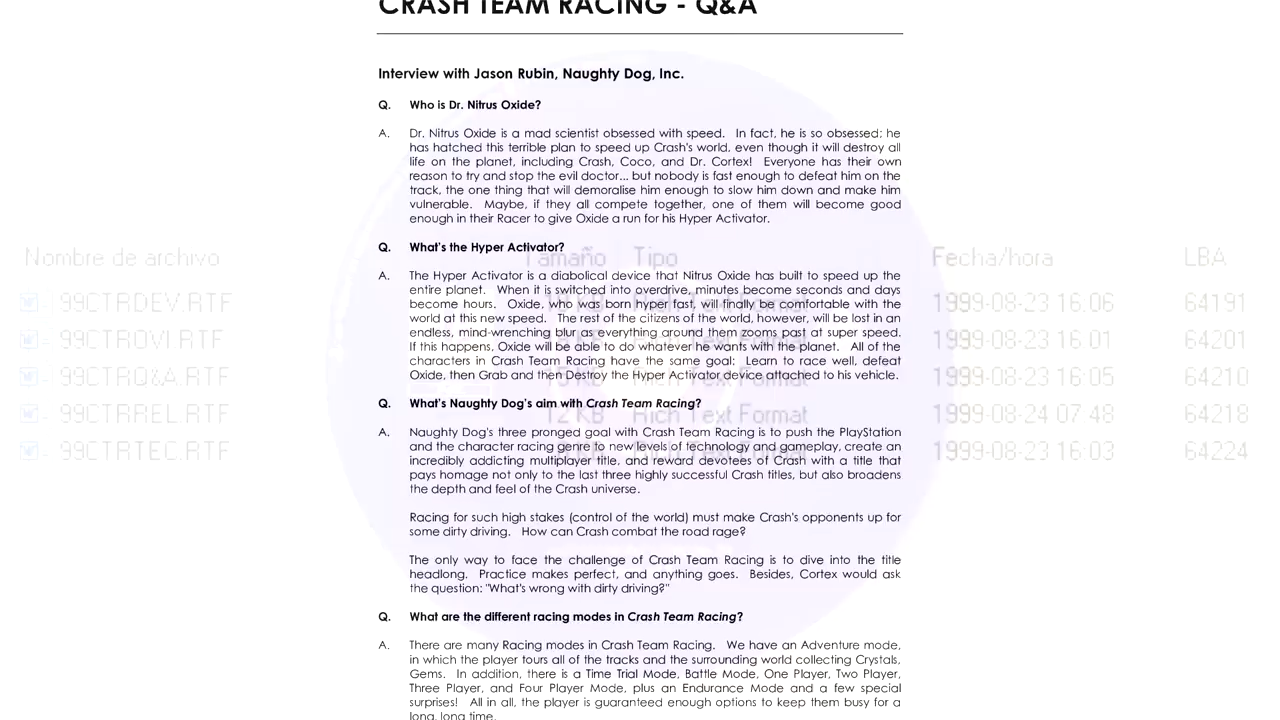 CRASH TEAM RACING - Q&A
Interview with Jason Rubin, Naughty Dog, Inc.
Q. Who is Dr. Nitrus Oxide?
A. Dr. Nitrus Oxide is a mad scientist obsessed with speed. In fact, he is so obsessed; he
has hatched this terrible plan to speed up Crash's world, even though it will destroy all
life on the planet, including Crash, Coco, and Dr. Cortex! Everyone has their own
reason to try and stop the evil doctor... but nobody is fast enough to defeat him on the
track, the one thing that will demoralise him enough to slow him down and make him
vulnerable. Maybe, if they all compete together, one of them will become good
enough in their Racer to give Oxide a run for his Hyper Activator.
Q. What's the Hyper Activator?
A. The Hyper Activator is a diabolical device that Nitrus Oxide has built to speed up the
entire planet. When it is switched into overdrive, minutes become seconds and days
become hours. Oxide, who was born hyper fast, will finally be comfortable with the
world at this new speed. The rest of the citizens of the world, however, will be lost in an
endless, mind-wrenching blur as everything around them zooms past at super speed.
If this happens, Oxide will be able to do whatever he wants with the planet. All of the
characters in Crash Team Racing have the same goal: Learn to race well, defeat
Oxide, then Grab and then Destroy the Hyper Activator device attached to his vehicle.
Q. What's Naughty Dog's aim with Crash Team Racing?
A. Naughty Dog's three pronged goal with Crash Team Racing is to push the PlayStation
and the character racing genre to new levels of technology and gameplay, create an
incredibly addicting multiplayer title, and reward devotees of Crash with a title that
pays homage not only to the last three highly successful Crash titles, but also broadens
the depth and feel of the Crash universe.
Racing for such high stakes (control of the world) must make Crash's opponents up for
some dirty driving. How can Crash combat the road rage?
The only way to face the challenge of Crash Team Racing is to dive into the title
headlong. Practice makes perfect, and anything goes. Besides, Cortex would ask
the question: "What's wrong with dirty driving?"
Q. What are the different racing modes in Crash Team Racing?
A. There are many Racing modes in Crash Team Racing. We have an Adventure mode,
in which the player tours all of the tracks and the surrounding world collecting Crystals,
Gems. In addition, there is a Time Trial Mode, Battle Mode, One Player, Two Player,
Three Player, and Four Player Mode, plus an Endurance Mode and a few special
surprises! All in all, the player is guaranteed enough options to keep them busy for a
long, long time.
Nombre de archivo Tamaño Tipo Fecha/hora LBA
99CTRDEV.RTF Rich Text Format 1999-08-23 16:06 64191
99CTROVI.RTF Rich Text Format 1999-08-23 16:01 64201
99CTRQ&A.RTF 15 KB Rich Text Format 1999-08-23 16:05 64210
99CTRREL.RTF 12 KB Rich Text Format 1999-08-24 07:48 64218
99CTRTEC.RTF Rich Text Format 1999-08-23 16:03 64224